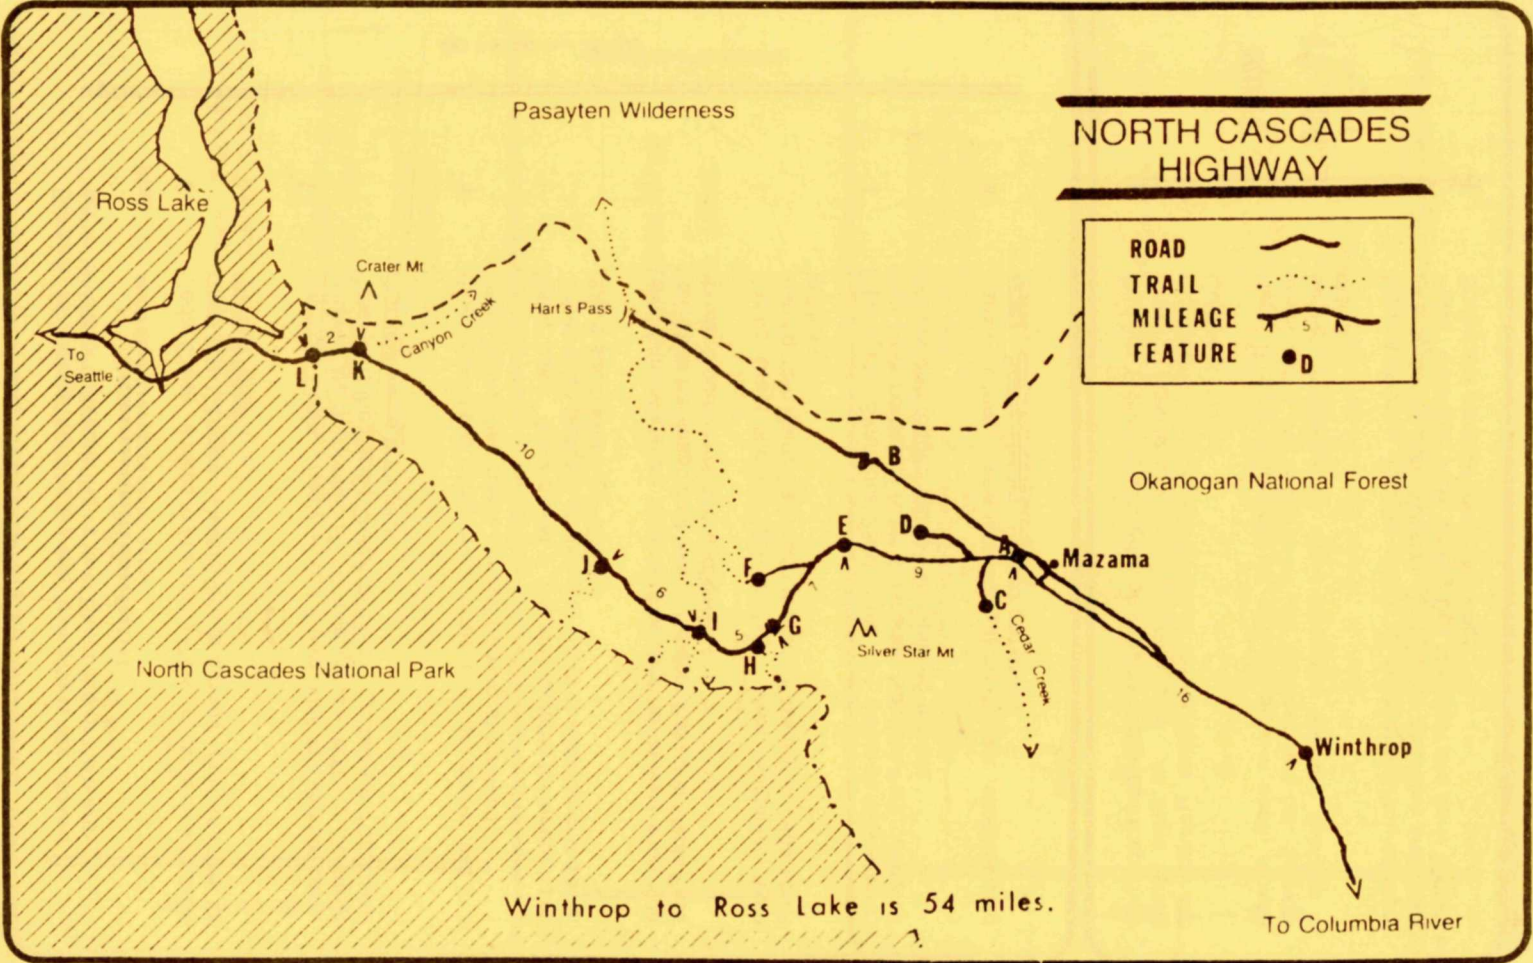 Pasayten Wilderness
NORTH CASCADES
HIGHWAY
Ross Lake
ROAD
TRAIL
MILEAGE
5
FEATURE
D
Crater Mt
Hart s Pass
Canyon Creek
To
Seattle
2
L
K
10
B
Okanogan National Forest
D
E
A
Mazama
9
F
7
J
6
C
I
G
5
H
Silver Star Mt
Cedar Creek
North Cascades National Park
16
Winthrop
Winthrop to Ross Lake is 54 miles.
To Columbia River